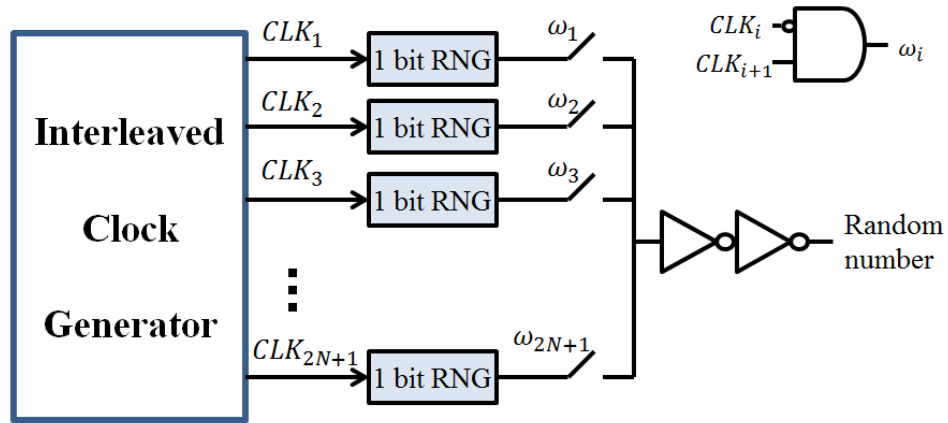 Interleaved
Clock
Generator
CLK₁
1 bit RNG
ω₁
CLK₂
1 bit RNG
ω₂
CLK₃
1 bit RNG
ω₃
CLK₂N₊₁
1 bit RNG
ω₂N₊₁
CLKᵢ
CLKᵢ₊₁
ωᵢ
Random
number